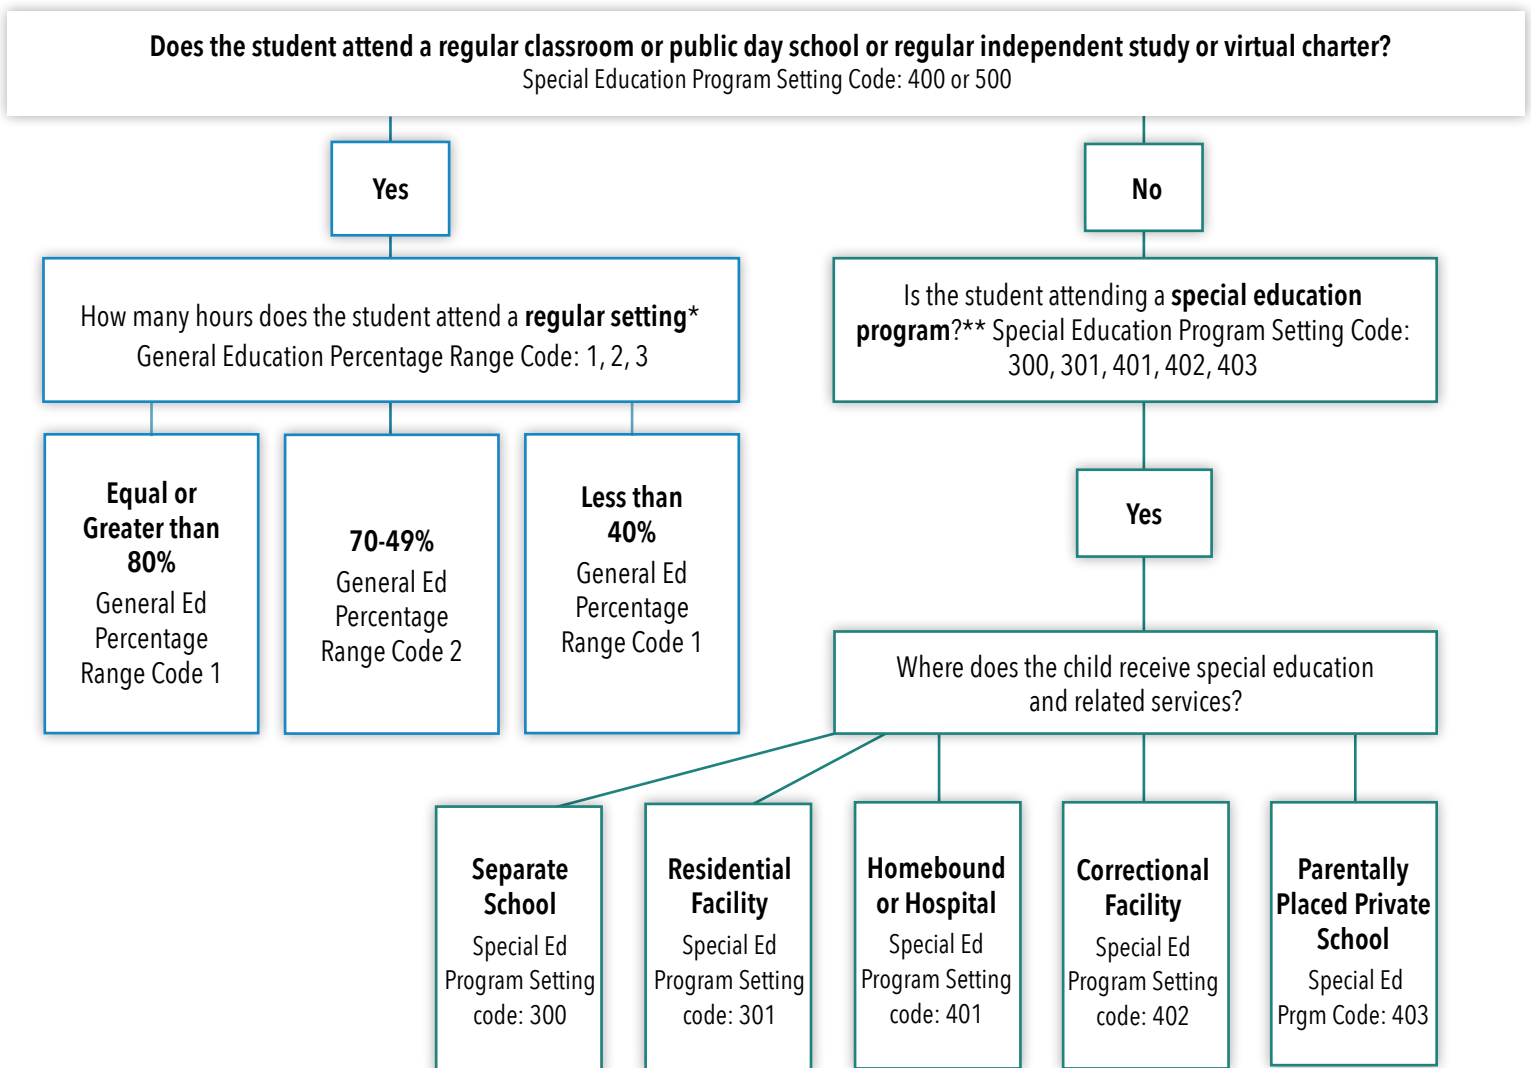 Does the student attend a regular classroom or public day school or regular independent study or virtual charter?
Special Education Program Setting Code: 400 or 500
Yes
No
How many hours does the student attend a regular setting*
General Education Percentage Range Code: 1, 2, 3
Is the student attending a special education
program?** Special Education Program Setting Code:
300, 301, 401, 402, 403
Equal or
Greater than
80%
General Ed
Percentage
Range Code 1
70-49%
General Ed
Percentage
Range Code 2
Less than
40%
General Ed
Percentage
Range Code 1
Yes
Where does the child receive special education
and related services?
Separate
School
Special Ed
Program Setting
code: 300
Residential
Facility
Special Ed
Program Setting
code: 301
Homebound
or Hospital
Special Ed
Program Setting
code: 401
Correctional
Facility
Special Ed
Program Setting
code: 402
Parentally
Placed Private
School
Special Ed
Prgm Code: 403